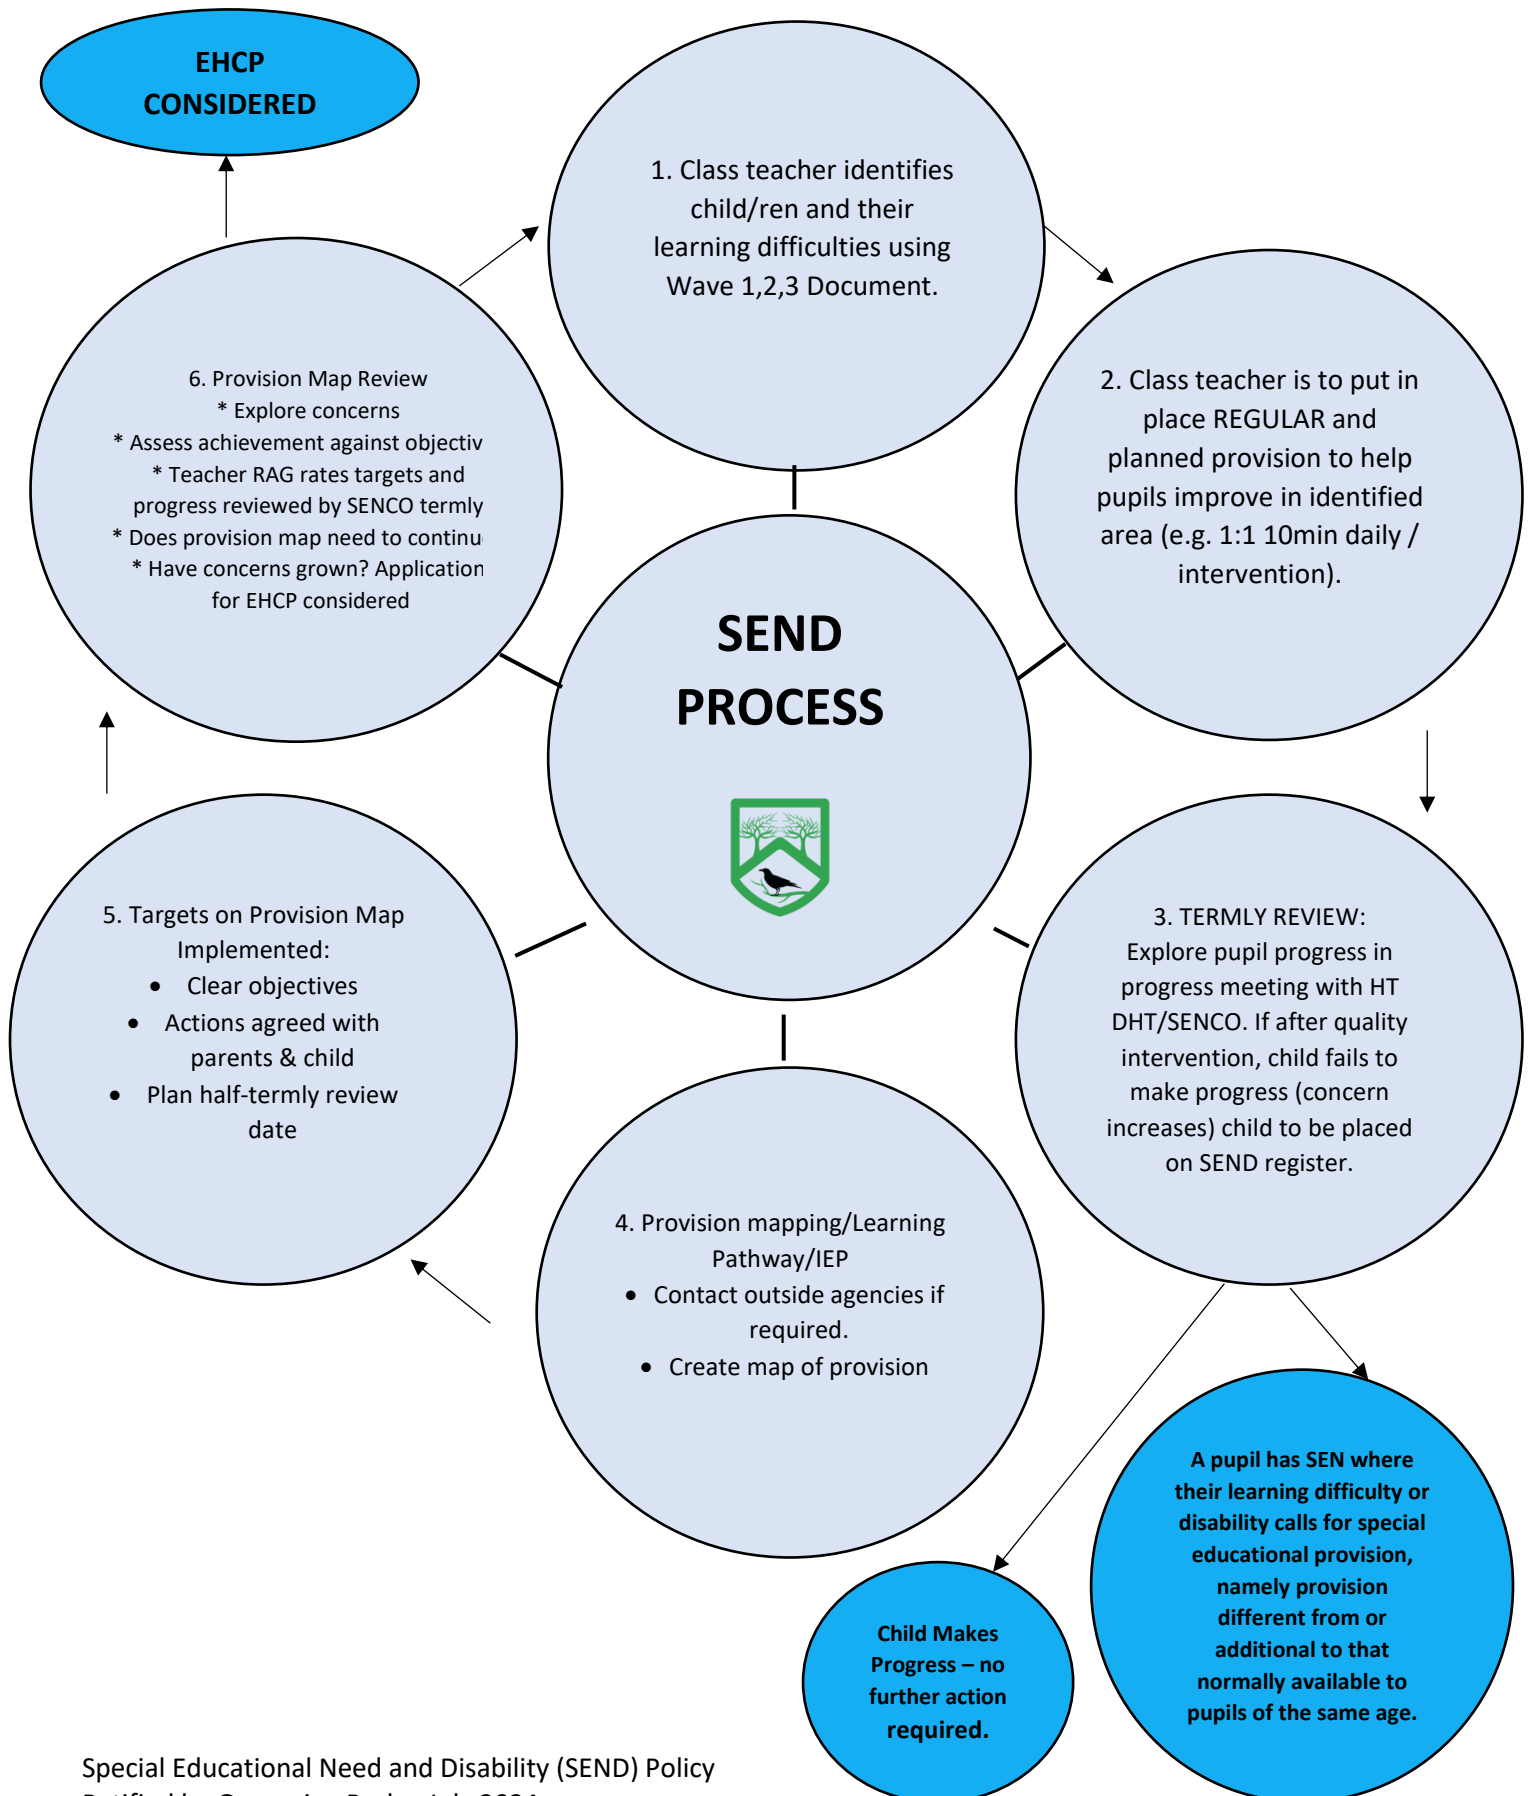 EHCP
CONSIDERED
1. Class teacher identifies
child/ren and their
learning difficulties using
Wave 1,2,3 Document.
2. Class teacher is to put in
place REGULAR and
planned provision to help
pupils improve in identified
area (e.g. 1:1 10min daily /
intervention).
3. TERMLY REVIEW:
Explore pupil progress in
progress meeting with HT
DHT/SENCO. If after quality
intervention, child fails to
make progress (concern
increases) child to be placed
on SEND register.
4. Provision mapping/Learning
Pathway/IEP
• Contact outside agencies if
required.
• Create map of provision
5. Targets on Provision Map
Implemented:
• Clear objectives
• Actions agreed with
parents & child
• Plan half-termly review
date
6. Provision Map Review
* Explore concerns
* Assess achievement against objectiv
* Teacher RAG rates targets and
progress reviewed by SENCO termly
* Does provision map need to continu
* Have concerns grown? Application
for EHCP considered
SEND
PROCESS
Child Makes
Progress – no
further action
required.
A pupil has SEN where
their learning difficulty or
disability calls for special
educational provision,
namely provision
different from or
additional to that
normally available to
pupils of the same age.
Special Educational Need and Disability (SEND) Policy